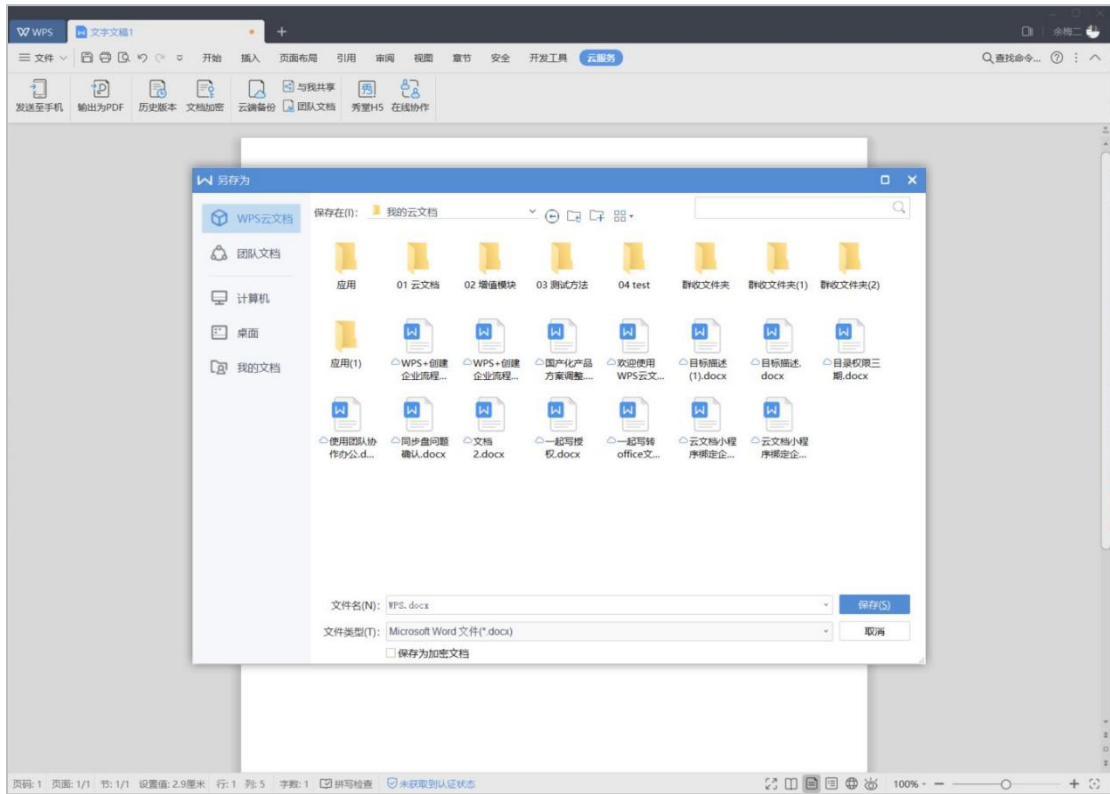 WPS 文字文稿1 余梅二
文件 开始 插入 页面布局 引用 审阅 视图 章节 安全 开发工具 云服务 查找命令...
与我共享
发送至手机 输出为PDF 历史版本 文档加密 云端备份 团队文档 秀堂H5 在线协作
另存为
WPS云文档
团队文档
计算机
桌面
我的文档
保存在(I): 我的云文档
应用 01 云文档 02 增值模块 03 测试方法 04 test 群收文件夹 群收文件夹(1) 群收文件夹(2)
应用(1) WPS+创建 WPS+创建 国产化产品 欢迎使用 目标描述 目标描述. 目录权限三
企业流程... 企业流程... 方案调整.... WPS云文... (1).docx docx 期.docx
使用团队协 同步盘问题 文档 一起写授 一起写转 云文档小程 云文档小程
作办公.d... 确认.docx 2.docx 权.docx office文... 序绑定企... 序绑定企...
文件名(N): WPS.docx 保存(S)
文件类型(T): Microsoft Word 文件(*.docx) 取消
保存为加密文档
页码: 1 页面: 1/1 节: 1/1 设置值: 2.9厘米 行: 1 列: 5 字数: 1 拼写检查 未获取到认证状态 100%